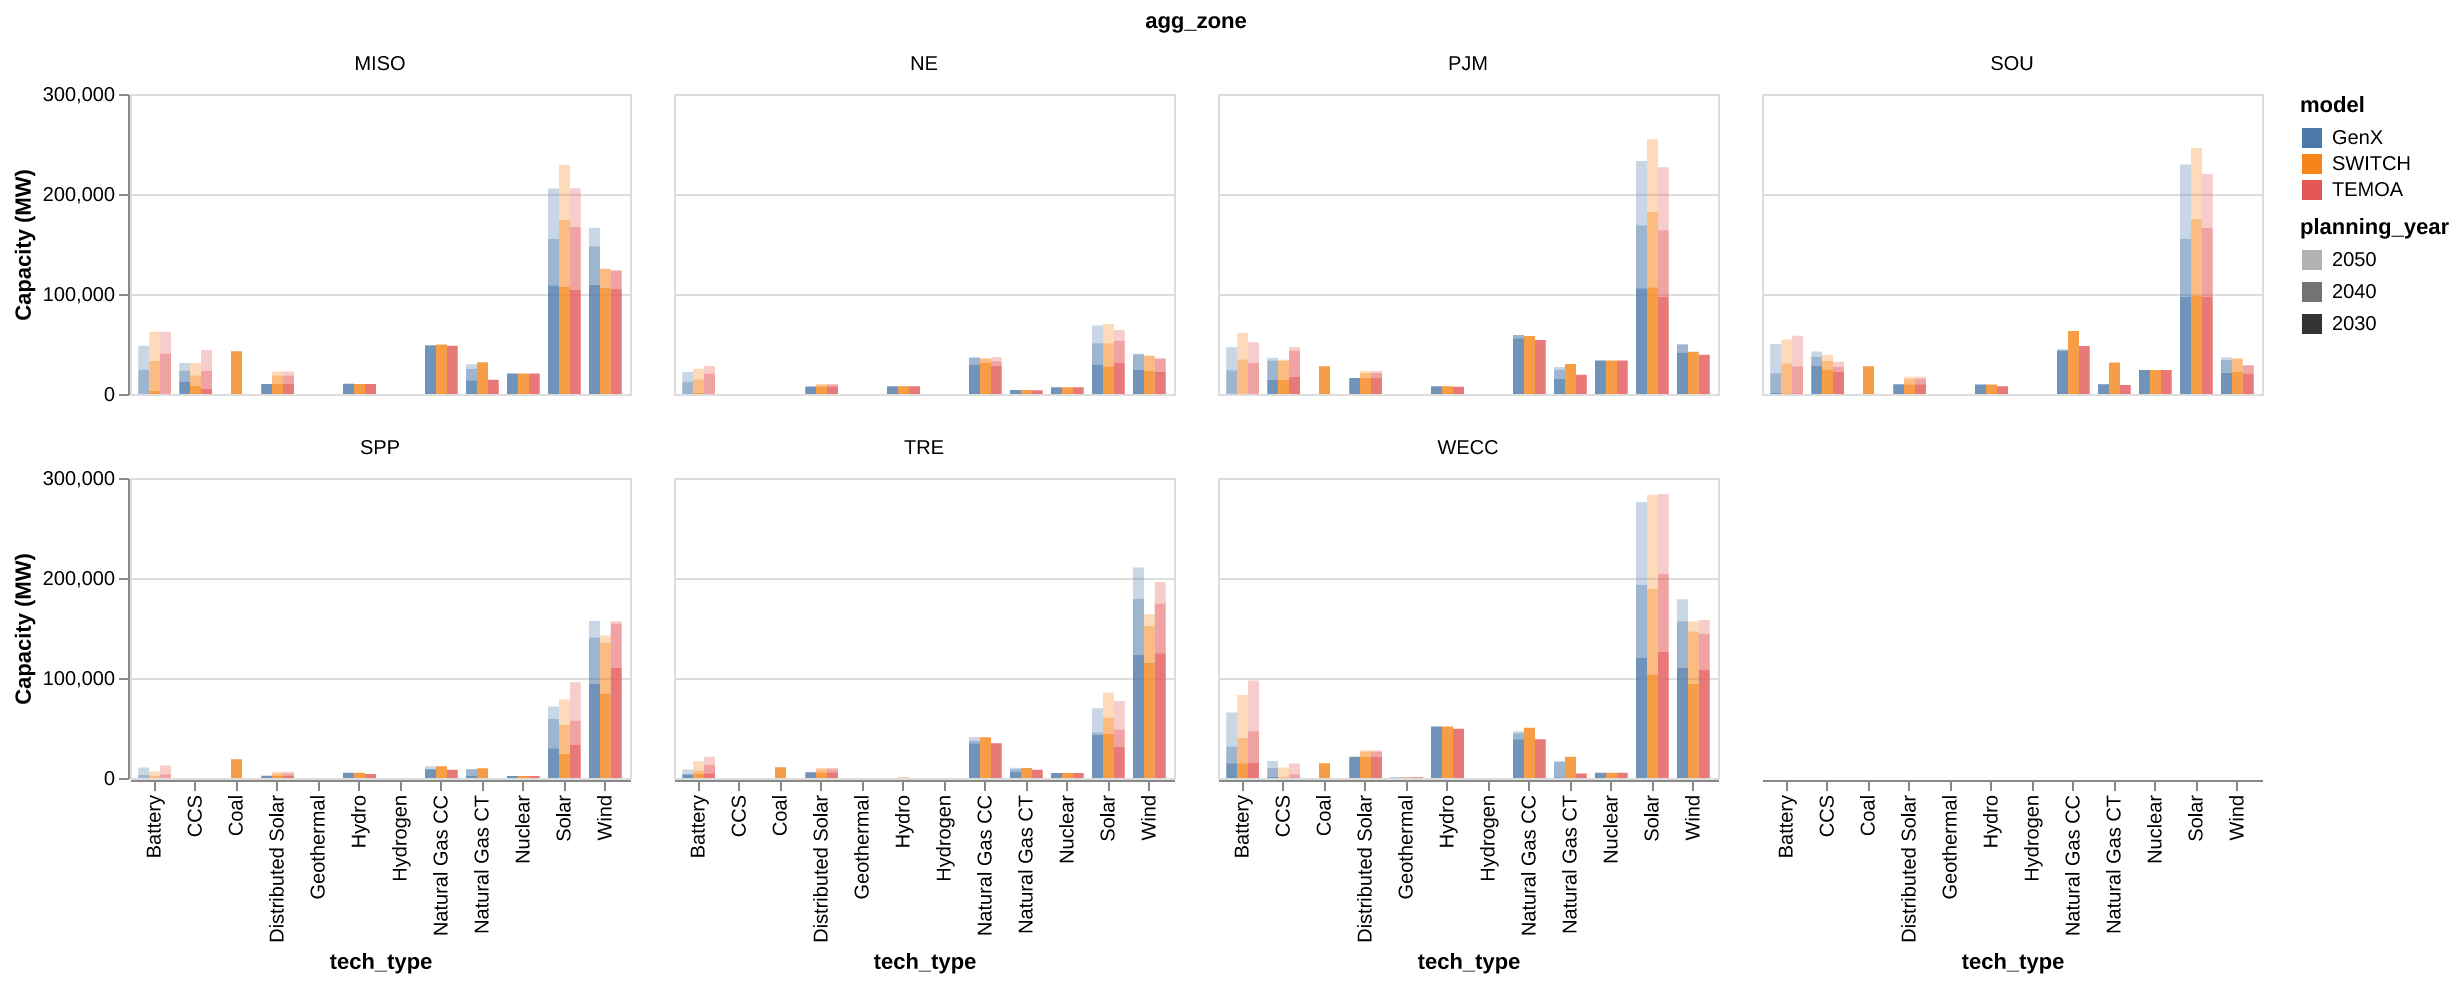 agg_zone
MISO
NE
PJM
SOU
300,000
200,000
100,000
0
Capacity (MW)
model
GenX
SWITCH
TEMOA
planning_year
2050
2040
2030
SPP
TRE
WECC
300,000
200,000
100,000
0
Capacity (MW)
Battery
CCS
Coal
Distributed Solar
Geothermal
Hydro
Hydrogen
Natural Gas CC
Natural Gas CT
Nuclear
Solar
Wind
tech_type
Battery
CCS
Coal
Distributed Solar
Geothermal
Hydro
Hydrogen
Natural Gas CC
Natural Gas CT
Nuclear
Solar
Wind
tech_type
Battery
CCS
Coal
Distributed Solar
Geothermal
Hydro
Hydrogen
Natural Gas CC
Natural Gas CT
Nuclear
Solar
Wind
tech_type
Battery
CCS
Coal
Distributed Solar
Geothermal
Hydro
Hydrogen
Natural Gas CC
Natural Gas CT
Nuclear
Solar
Wind
tech_type